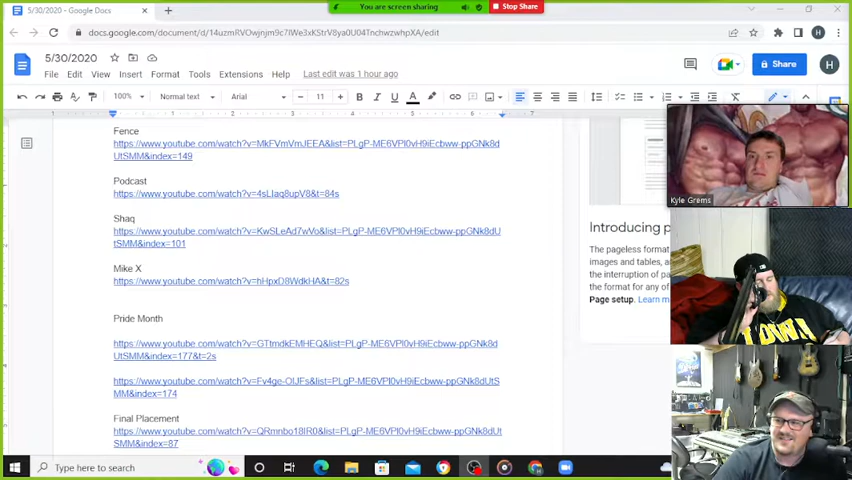 You are screen sharing
Stop Share
5/30/2020 - Google Docs
docs.google.com/document/d/14uzmRVOwjnjm9c7IWe3xKStrV8ya0U04TnchwzwhpXA/edit
5/30/2020
File Edit View Insert Format Tools Extensions Help Last edit was 1 hour ago
Share
H
100% Normal text Arial 11
Fence
https://www.youtube.com/watch?v=MkFVmVmJEEA&list=PLgP-ME6VPl0vH9iEcbww-ppGNk8d
UtSMM&index=149
Podcast
https://www.youtube.com/watch?v=4sLIaq8upV8&t=84s
Shaq
https://www.youtube.com/watch?v=KwSLeAd7wVo&list=PLgP-ME6VPl0vH9iEcbww-ppGNk8dU
tSMM&index=101
Mike X
https://www.youtube.com/watch?v=hHpxD8WdkHA&t=82s
Pride Month
https://www.youtube.com/watch?v=GTtmdkEMHEQ&list=PLgP-ME6VPl0vH9iEcbww-ppGNk8d
UtSMM&index=177&t=2s
https://www.youtube.com/watch?v=Fv4ge-OIJFs&list=PLgP-ME6VPl0vH9iEcbww-ppGNk8dUtS
MM&index=174
Final Placement
https://www.youtube.com/watch?v=QRmnbo18IR0&list=PLgP-ME6VPl0vH9iEcbww-ppGNk8dUt
SMM&index=87
Introducing p
The pageless format
images and tables, a
the interruption of pa
the format for any of
Page setup. Learn m
Kyle Grems
Type here to search